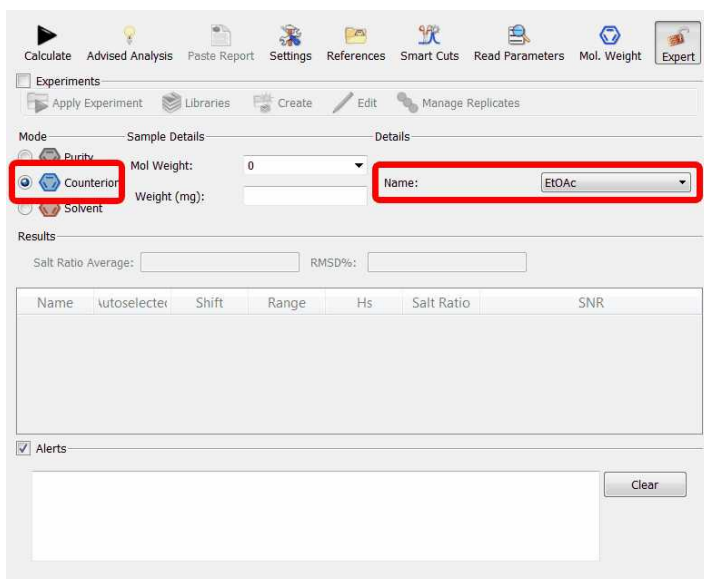 Calculate Advised Analysis Paste Report Settings References Smart Cuts Read Parameters Mol. Weight Expert
Experiments
Apply Experiment Libraries Create Edit Manage Replicates
Mode Sample Details Details
Purity
Mol Weight: 0
Counterion
Name: EtOAc
Weight (mg):
Solvent
Results
Salt Ratio Average: RMSD%:
Name Autoselectec Shift Range Hs Salt Ratio SNR
Alerts
Clear